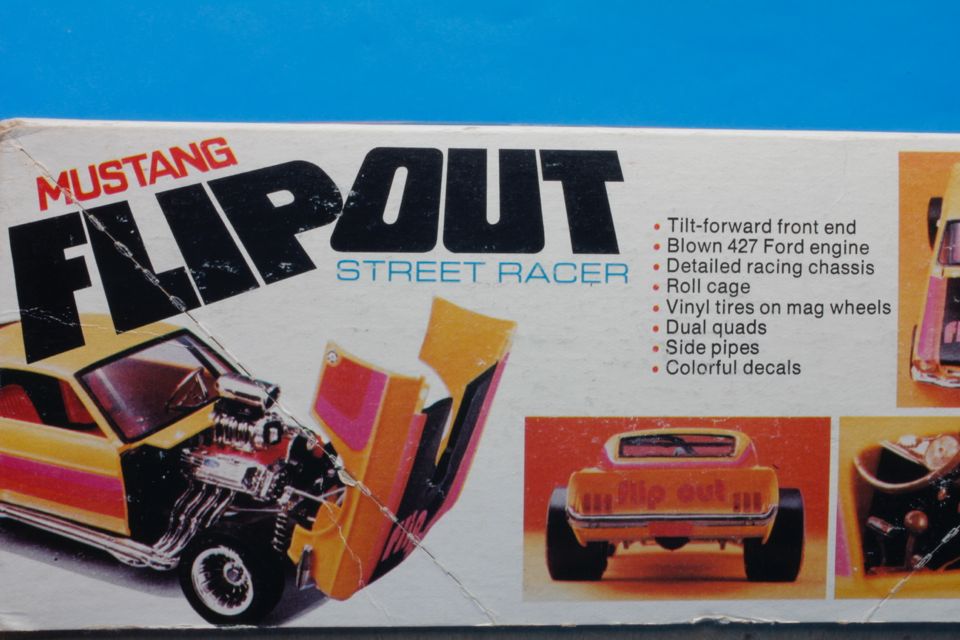 MUSTANG
FLIPOUT
STREET RACER
• Tilt-forward front end
• Blown 427 Ford engine
• Detailed racing chassis
• Roll cage
• Vinyl tires on mag wheels
• Dual quads
• Side pipes
• Colorful decals
flip out